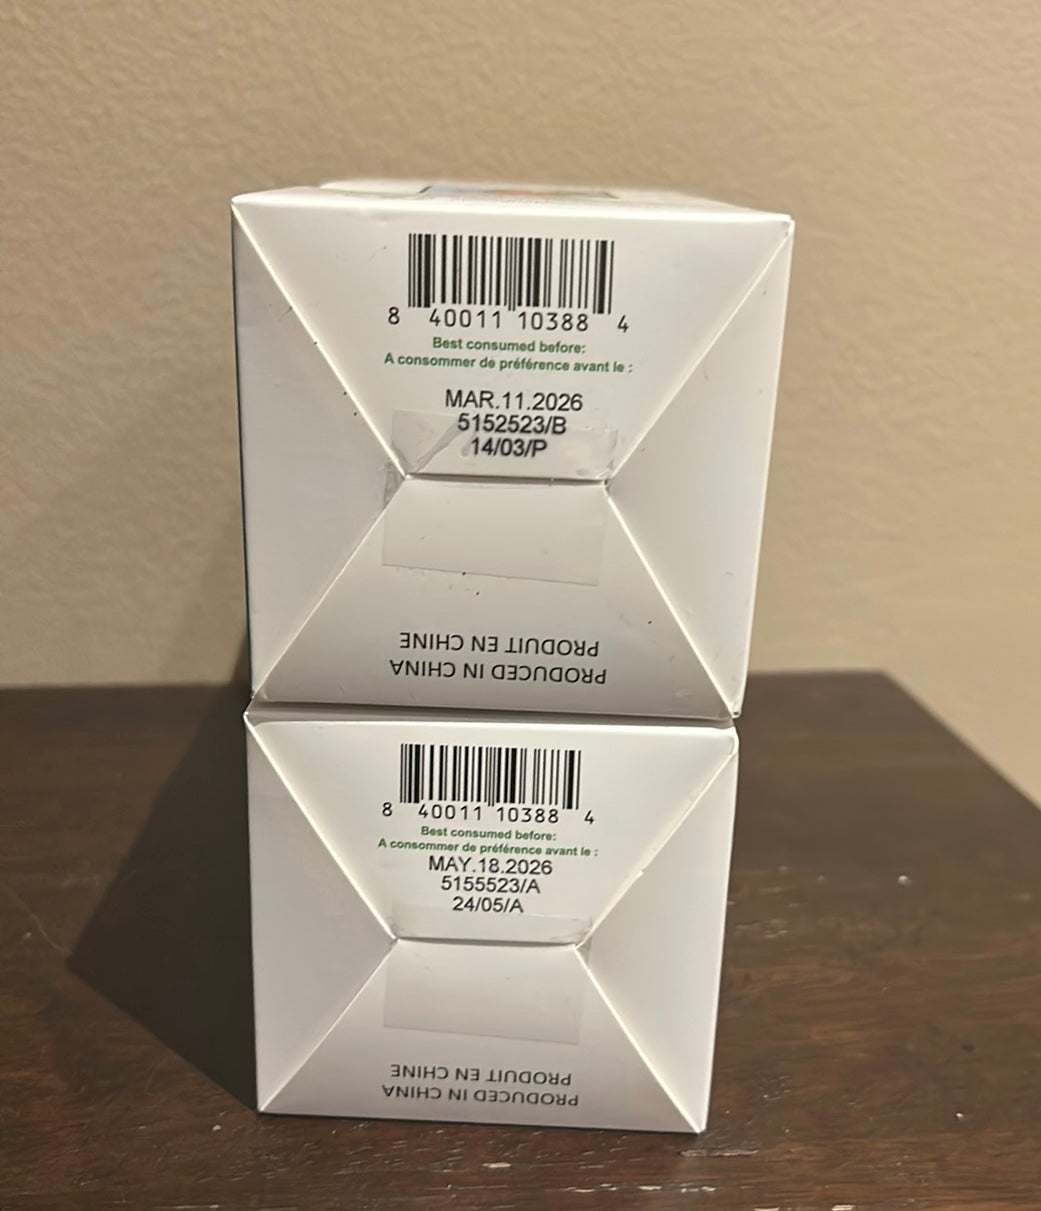 8 40011 10388 4
Best consumed before:
A consommer de préférence avant le :
MAR.11.2026
5152523/B
14/03/P
PRODUCED IN CHINA
PRODUIT EN CHINE
8 40011 10388 4
Best consumed before:
A consommer de préférence avant le :
MAY.18.2026
5155523/A
24/05/A
PRODUCED IN CHINA
PRODUIT EN CHINE